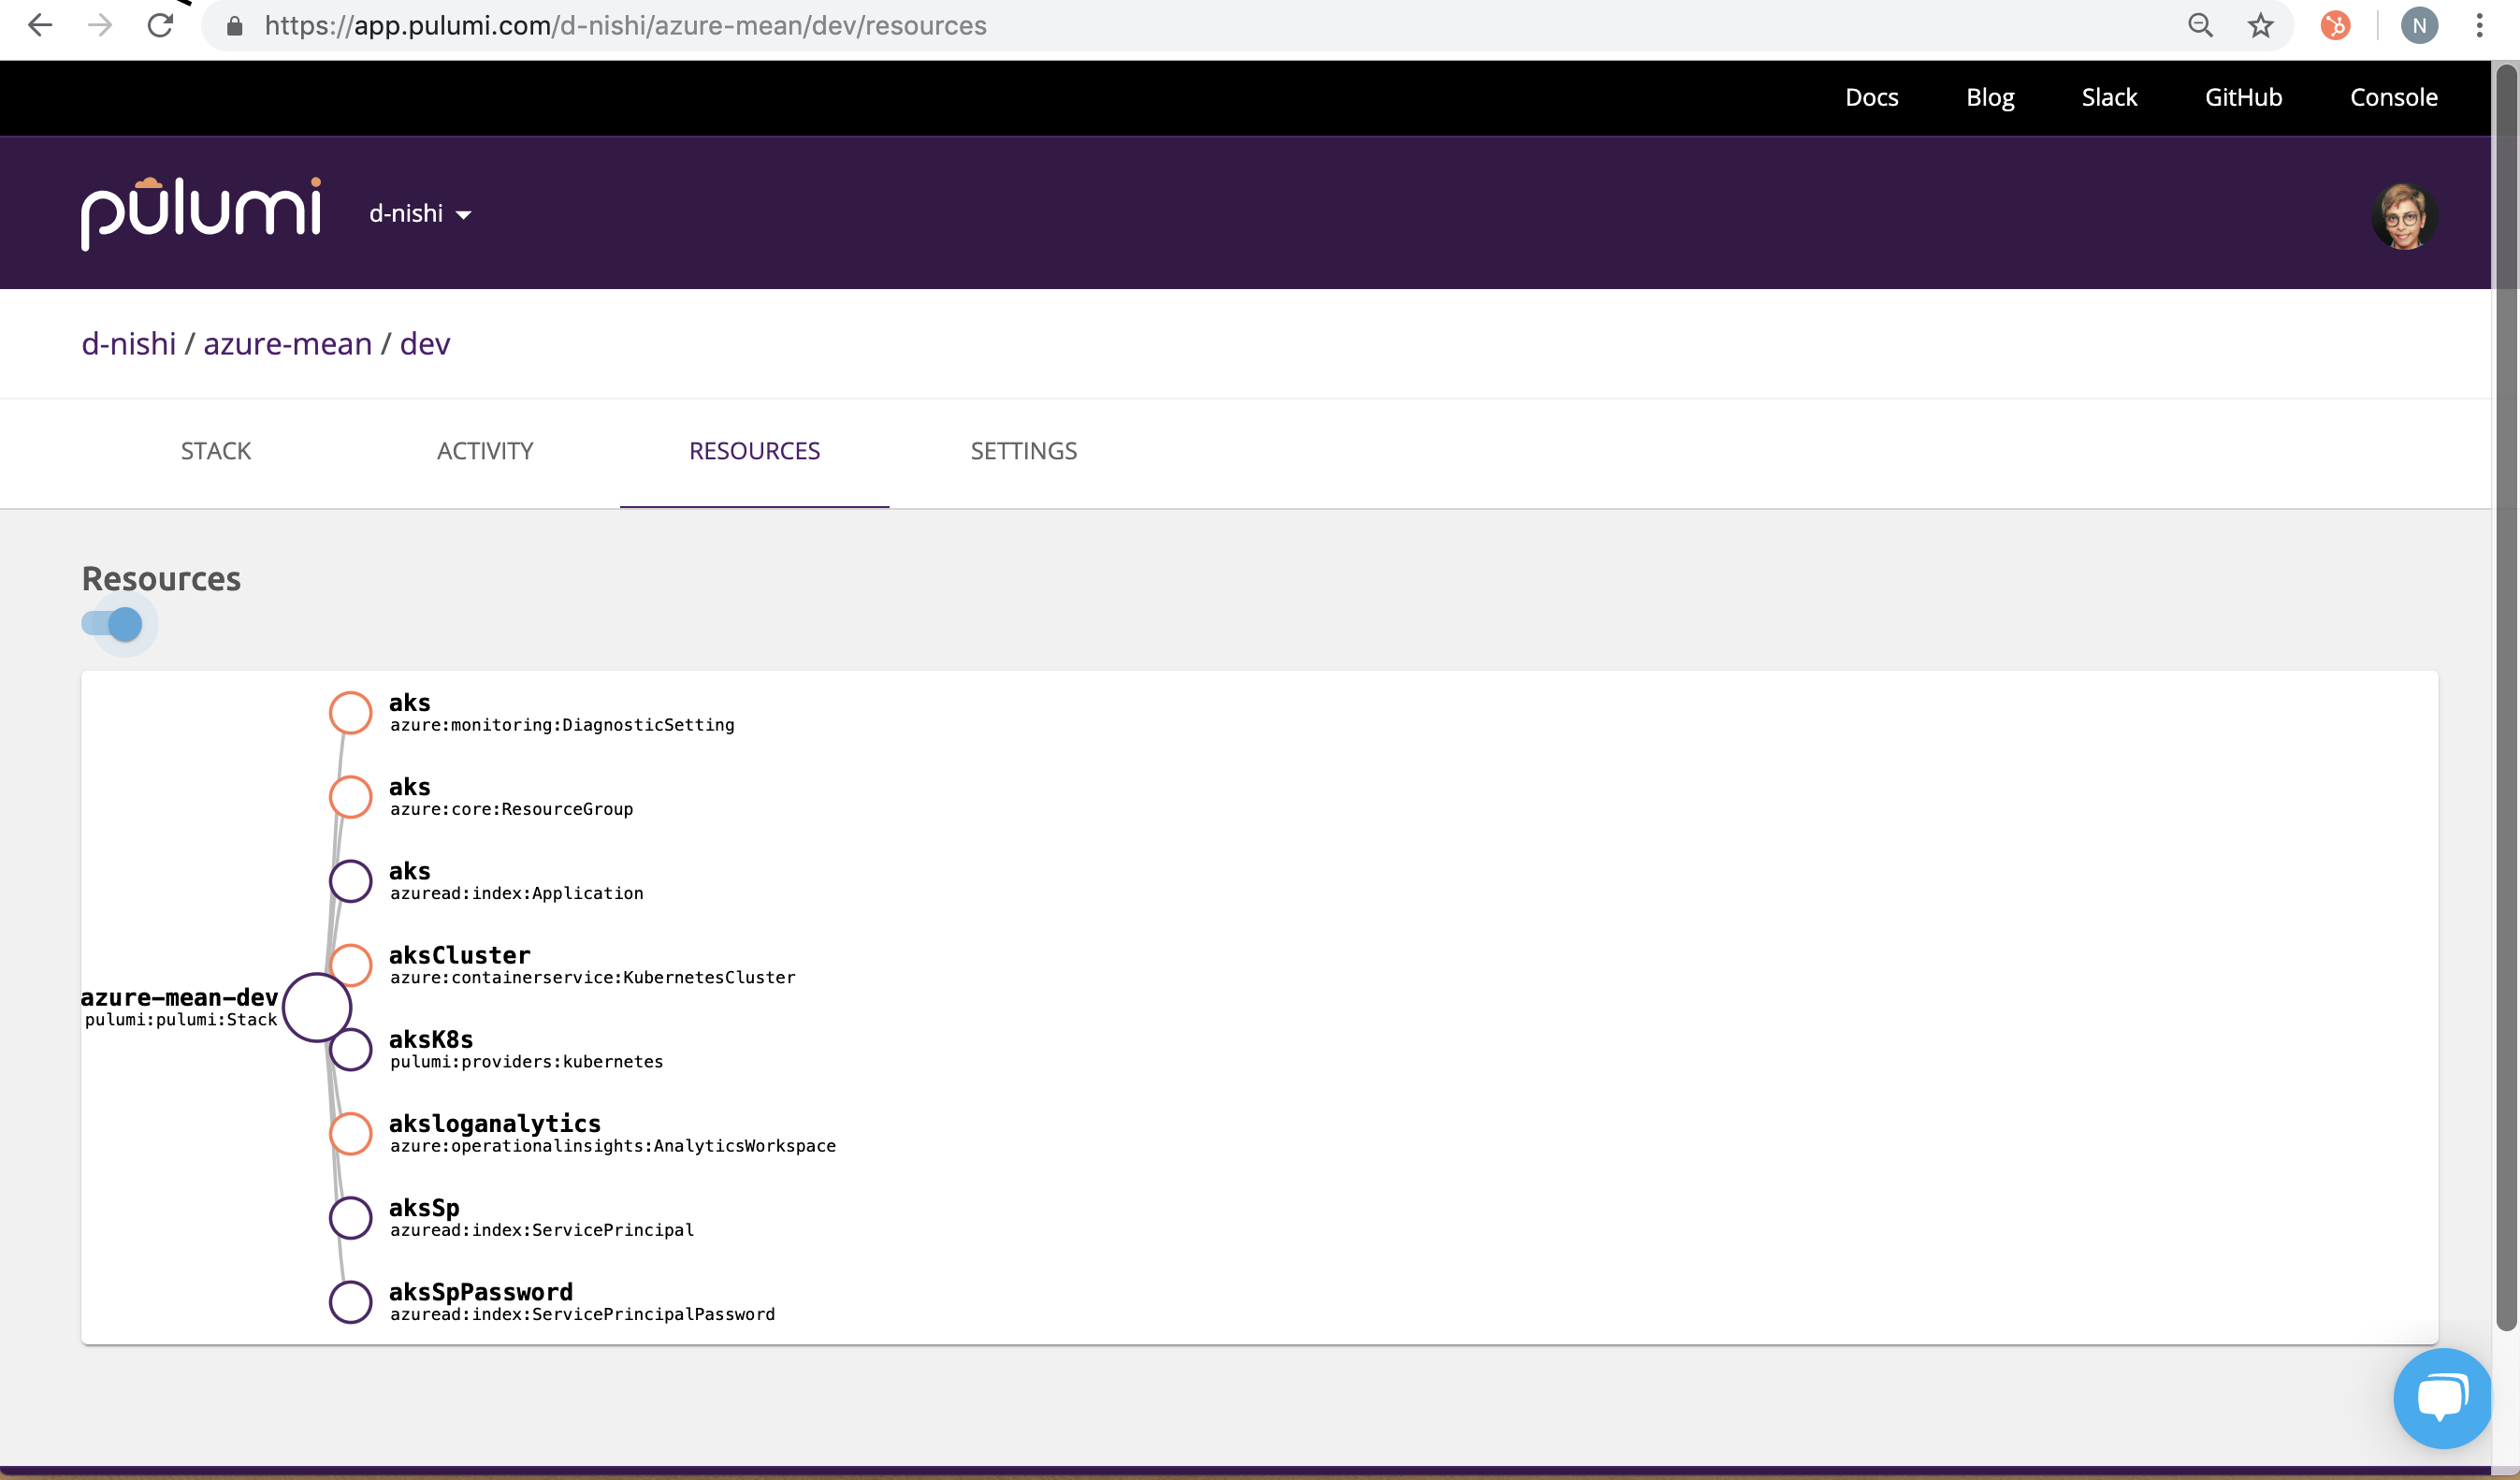 https://app.pulumi.com/d-nishi/azure-mean/dev/resources
N
Docs Blog Slack GitHub Console
pulumi d-nishi
d-nishi / azure-mean / dev
STACK ACTIVITY RESOURCES SETTINGS
Resources
aks
azure:monitoring:DiagnosticSetting
aks
azure:core:ResourceGroup
aks
azuread:index:Application
aksCluster
azure:containerservice:KubernetesCluster
azure-mean-dev
pulumi:pulumi:Stack
aksK8s
pulumi:providers:kubernetes
aksloganalytics
azure:operationalinsights:AnalyticsWorkspace
aksSp
azuread:index:ServicePrincipal
aksSpPassword
azuread:index:ServicePrincipalPassword